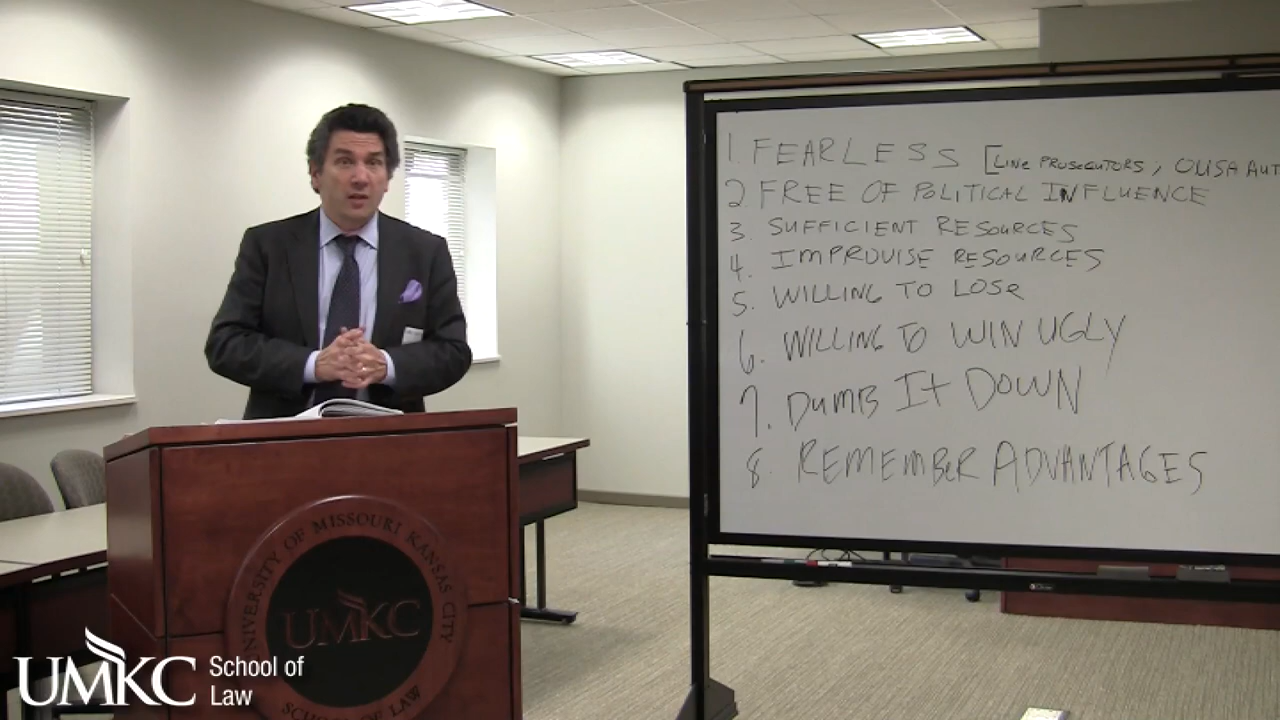 1. FEARLESS [LINE PROSECUTORS;
2. FREE OF POLITICAL INFLUENCE
3. SUFFICIENT RESOURCES
4. IMPROVISE RESOURCES
5. WILLING TO LOSE
6. WILLING TO WIN UGLY
7. DUMB It DOWN
8. REMEMBER ADVANTAGES
UNIVERSITY OF MISSOURI KANSAS CITY
UMKC
SCHOOL OF LAW
UMKC School of
Law